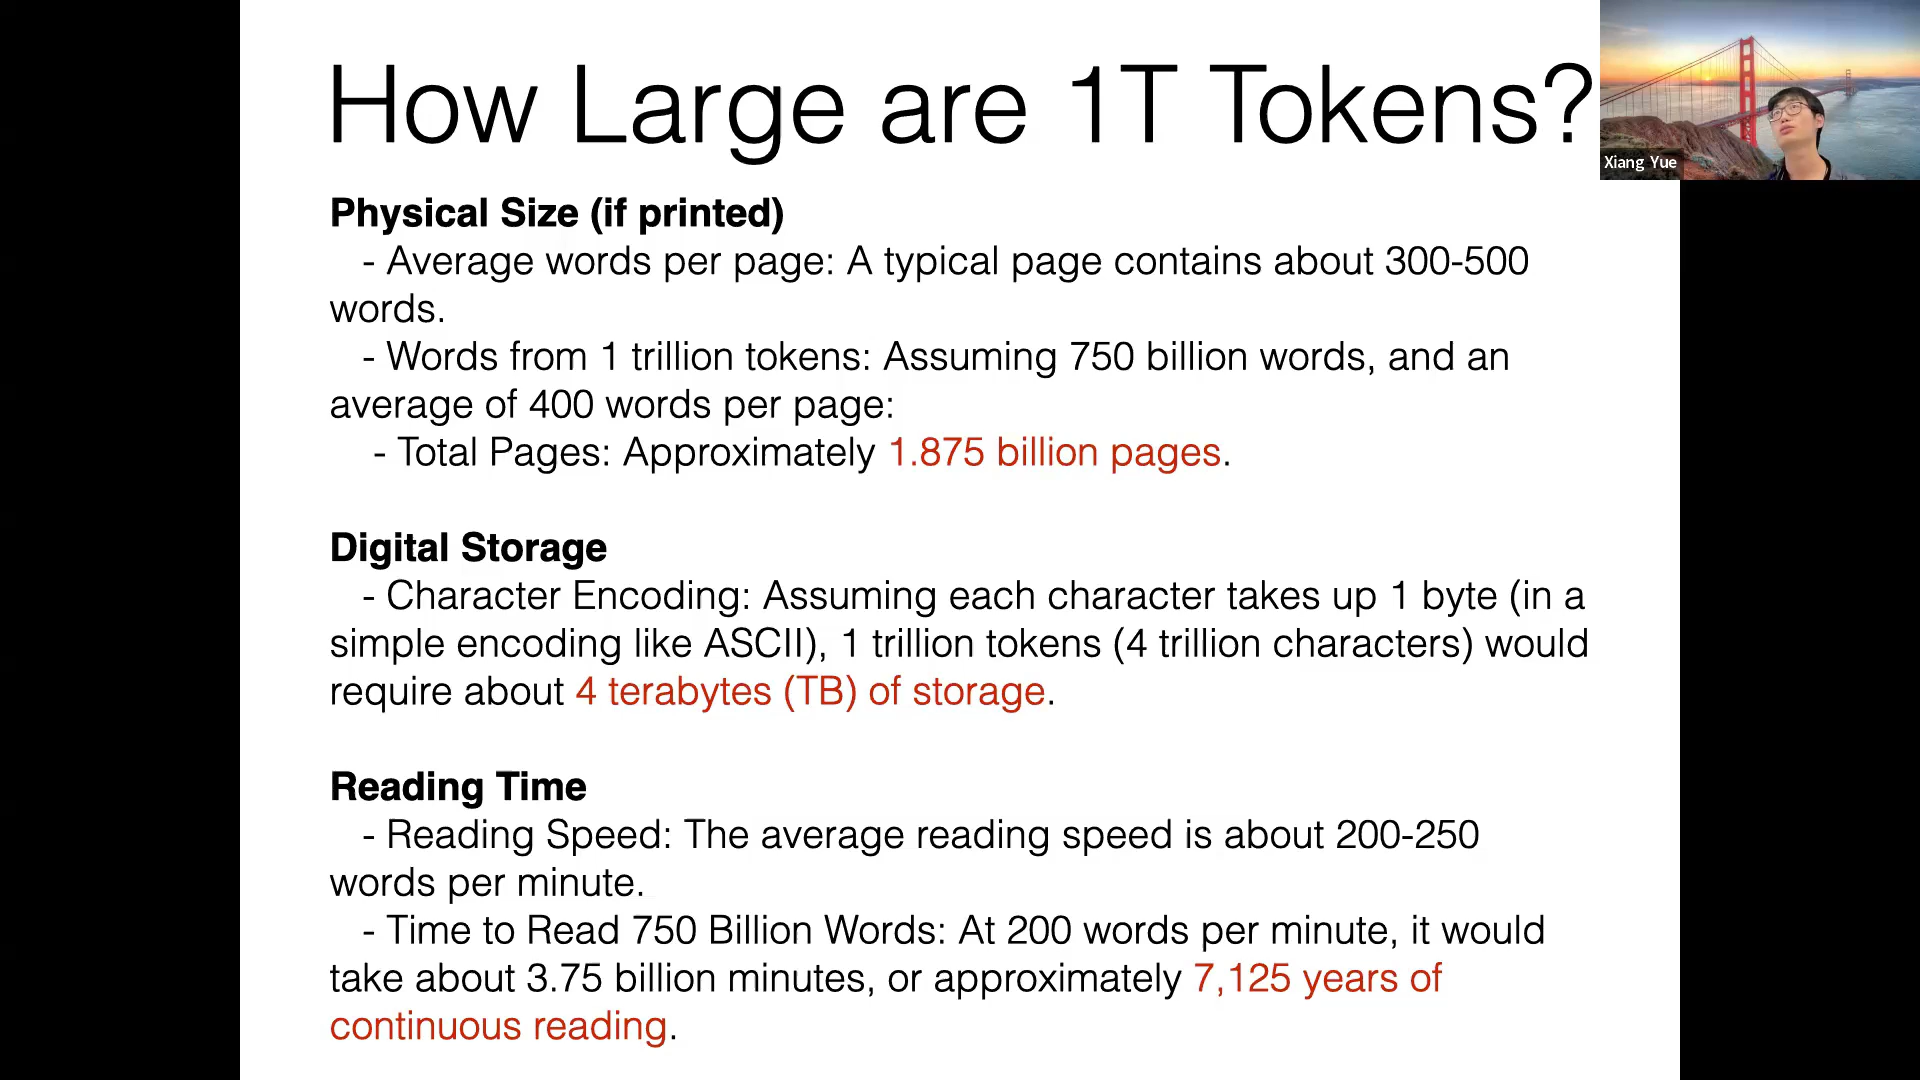 How Large are 1T Tokens?
Xiang Yue
Physical Size (if printed)
- Average words per page: A typical page contains about 300-500
words.
- Words from 1 trillion tokens: Assuming 750 billion words, and an
average of 400 words per page:
- Total Pages: Approximately 1.875 billion pages.
Digital Storage
- Character Encoding: Assuming each character takes up 1 byte (in a
simple encoding like ASCII), 1 trillion tokens (4 trillion characters) would
require about 4 terabytes (TB) of storage.
Reading Time
- Reading Speed: The average reading speed is about 200-250
words per minute.
- Time to Read 750 Billion Words: At 200 words per minute, it would
take about 3.75 billion minutes, or approximately 7,125 years of
continuous reading.